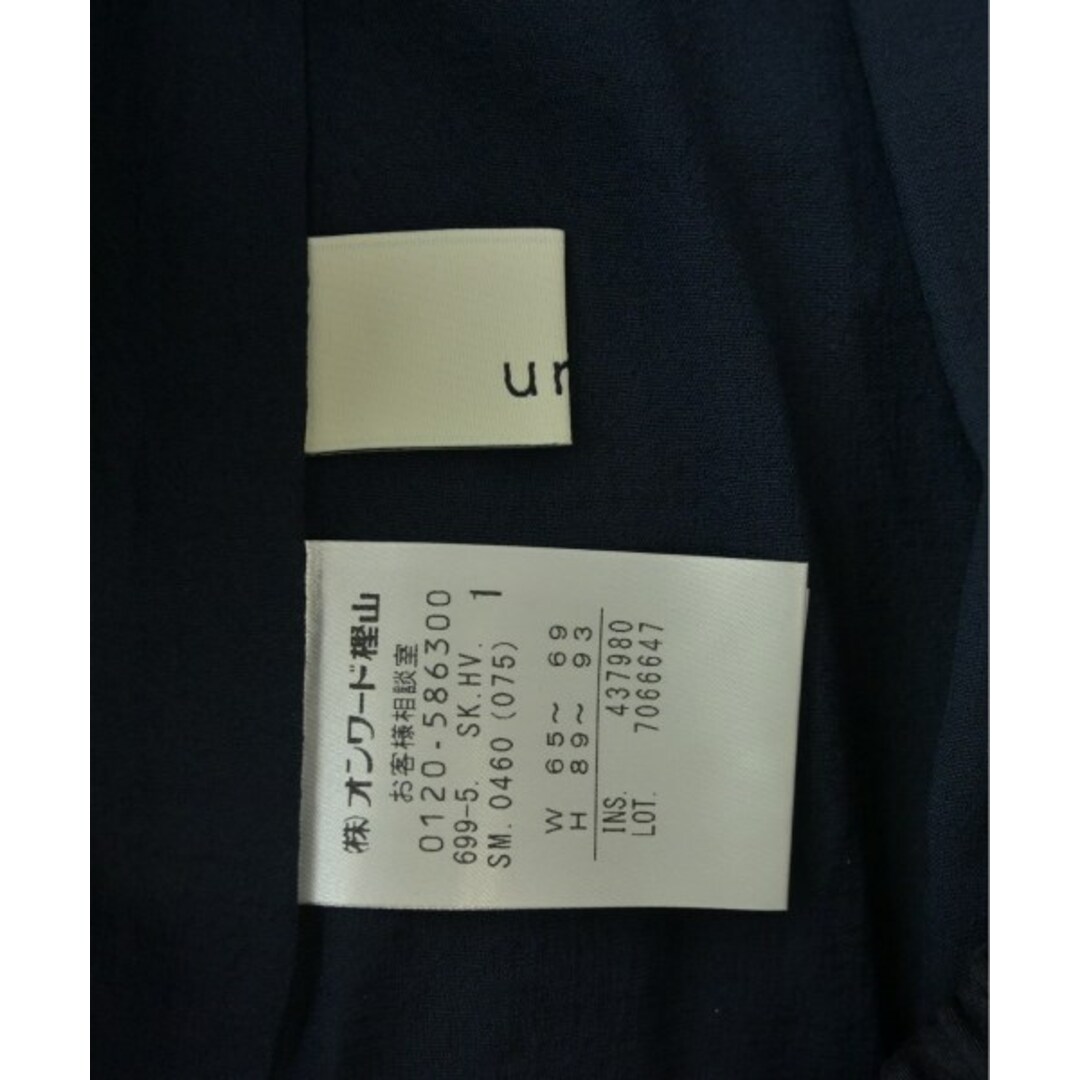 ur
㈱オンワード樫山
お客様相談室
0120-586300
699-5. SK.HV. 1
SM.0460(075)
W 65～ 69
H 89～ 93
INS. 437980
LOT. 7066647